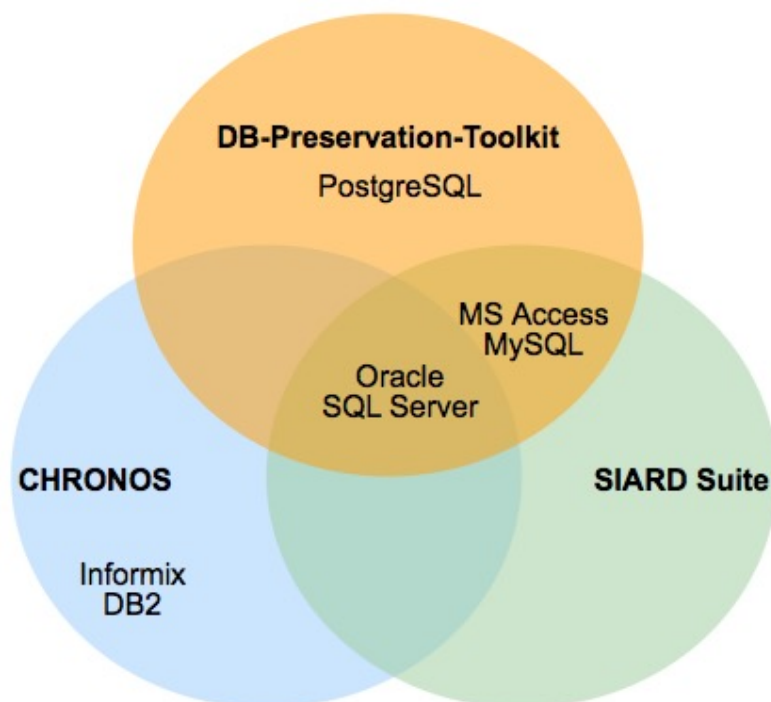 DB-Preservation-Toolkit
PostgreSQL
MS Access
MySQL
Oracle
SQL Server
CHRONOS
SIARD Suite
Informix
DB2